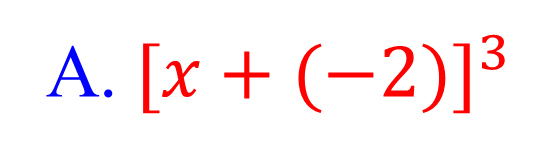 A. [x + (−2)]³